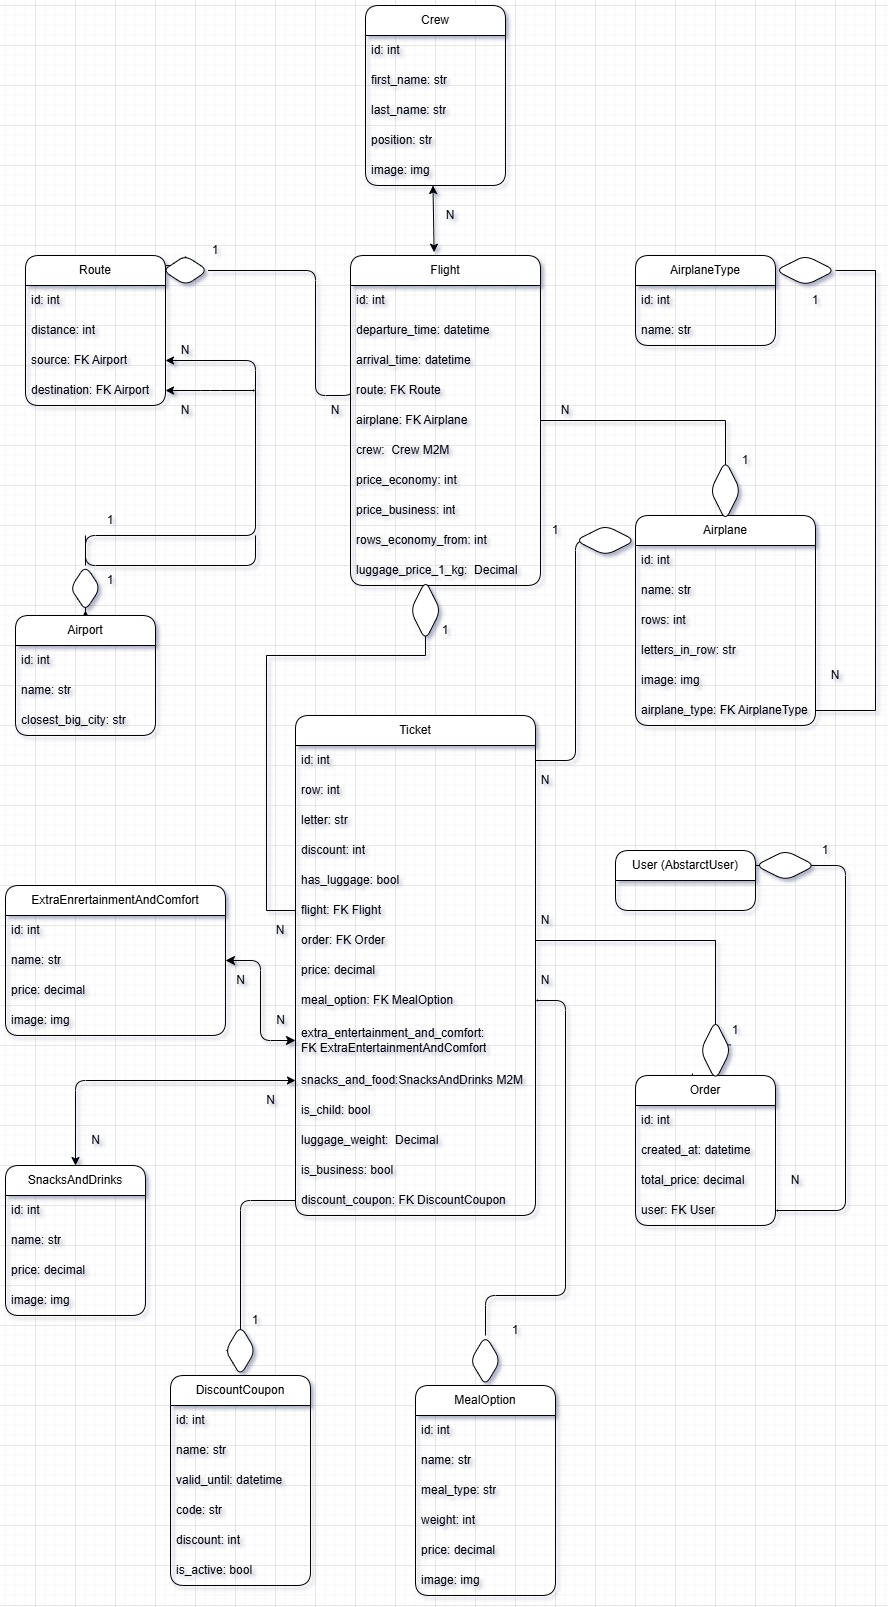 Crew
id: int
first_name: str
last_name: str
position: str
image: img
N
Route
id: int
distance: int
source: FK Airport
destination: FK Airport
1
N
N
N
Flight
id: int
departure_time: datetime
arrival_time: datetime
route: FK Route
airplane: FK Airplane
crew:  Crew M2M
price_economy: int
price_business: int
rows_economy_from: int
luggage_price_1_kg:  Decimal
AirplaneType
id: int
name: str
1
N
1
1
1
1
1
Airport
id: int
name: str
closest_big_city: str
Airplane
id: int
name: str
rows: int
letters_in_row: str
image: img
airplane_type: FK AirplaneType
N
Ticket
id: int
row: int
letter: str
discount: int
has_luggage: bool
flight: FK Flight
order: FK Order
price: decimal
meal_option: FK MealOption
extra_entertainment_and_comfort:
FK ExtraEntertainmentAndComfort
snacks_and_food:SnacksAndDrinks M2M
is_child: bool
luggage_weight:  Decimal
is_business: bool
discount_coupon: FK DiscountCoupon
N
N
N
N
User (AbstarctUser)
1
ExtraEnrertainmentAndComfort
id: int
name: str
price: decimal
image: img
N
N
N
N
1
Order
id: int
created_at: datetime
total_price: decimal
user: FK User
N
SnacksAndDrinks
id: int
name: str
price: decimal
image: img
1
1
DiscountCoupon
id: int
name: str
valid_until: datetime
code: str
discount: int
is_active: bool
MealOption
id: int
name: str
meal_type: str
weight: int
price: decimal
image: img